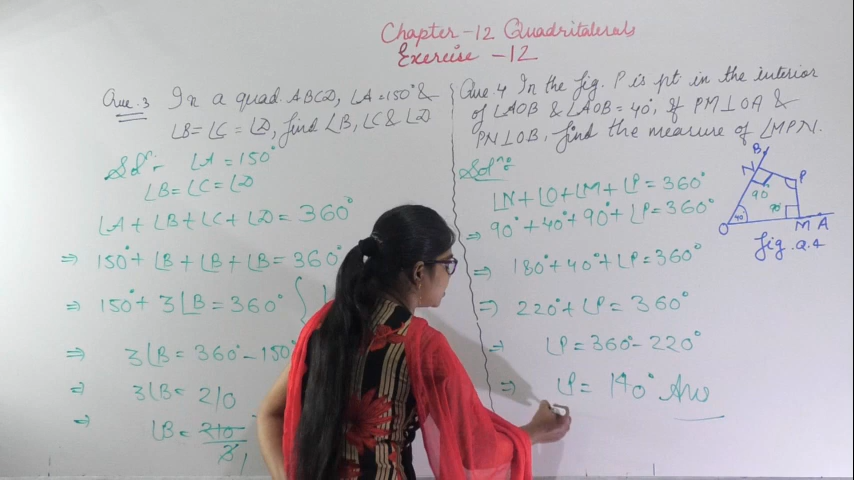 Chapter -12 Quadritaterals
Exercise -12
Que.3 In a quad. ABCD, ∠A=150° &
∠B=∠C=∠D, find ∠B, ∠C & ∠D
Solⁿ:-
∠A = 150°
∠B=∠C=∠D
∠A+∠B+∠C+∠D=360°
⇒ 150°+∠B+∠B+∠B=360°
⇒ 150°+3∠B=360°
⇒ 3∠B=360°-150°
⇒ 3∠B=210
⇒ ∠B=210/3
Que.4 In the fig. P is pt in the interior
of ∠AOB & ∠AOB=40°, if PM⊥OA &
PN⊥OB, find the measure of ∠MPN.
Solⁿ:-
∠N+∠O+∠M+∠P=360°
⇒ 90°+40°+90°+∠P=360°
⇒ 180°+40°+∠P=360°
⇒ 220°+∠P=360°
⇒ ∠P=360°-220°
⇒ ∠P=140° Ans
B
N
P
90°
40°
90°
O
M A
fig. Q.4